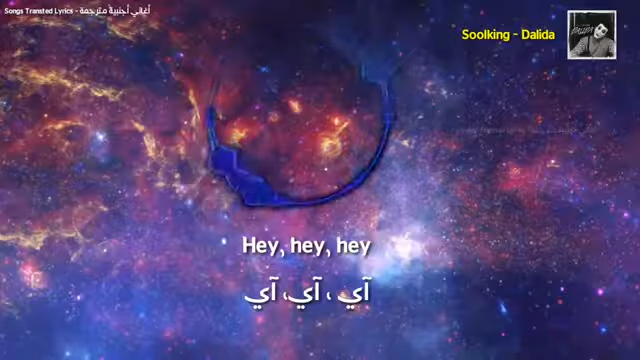 Songs Transted Lyrics - أغاني أجنبية مترجمة
Soolking - Dalida
Hey, hey, hey
آي ، آي، آي